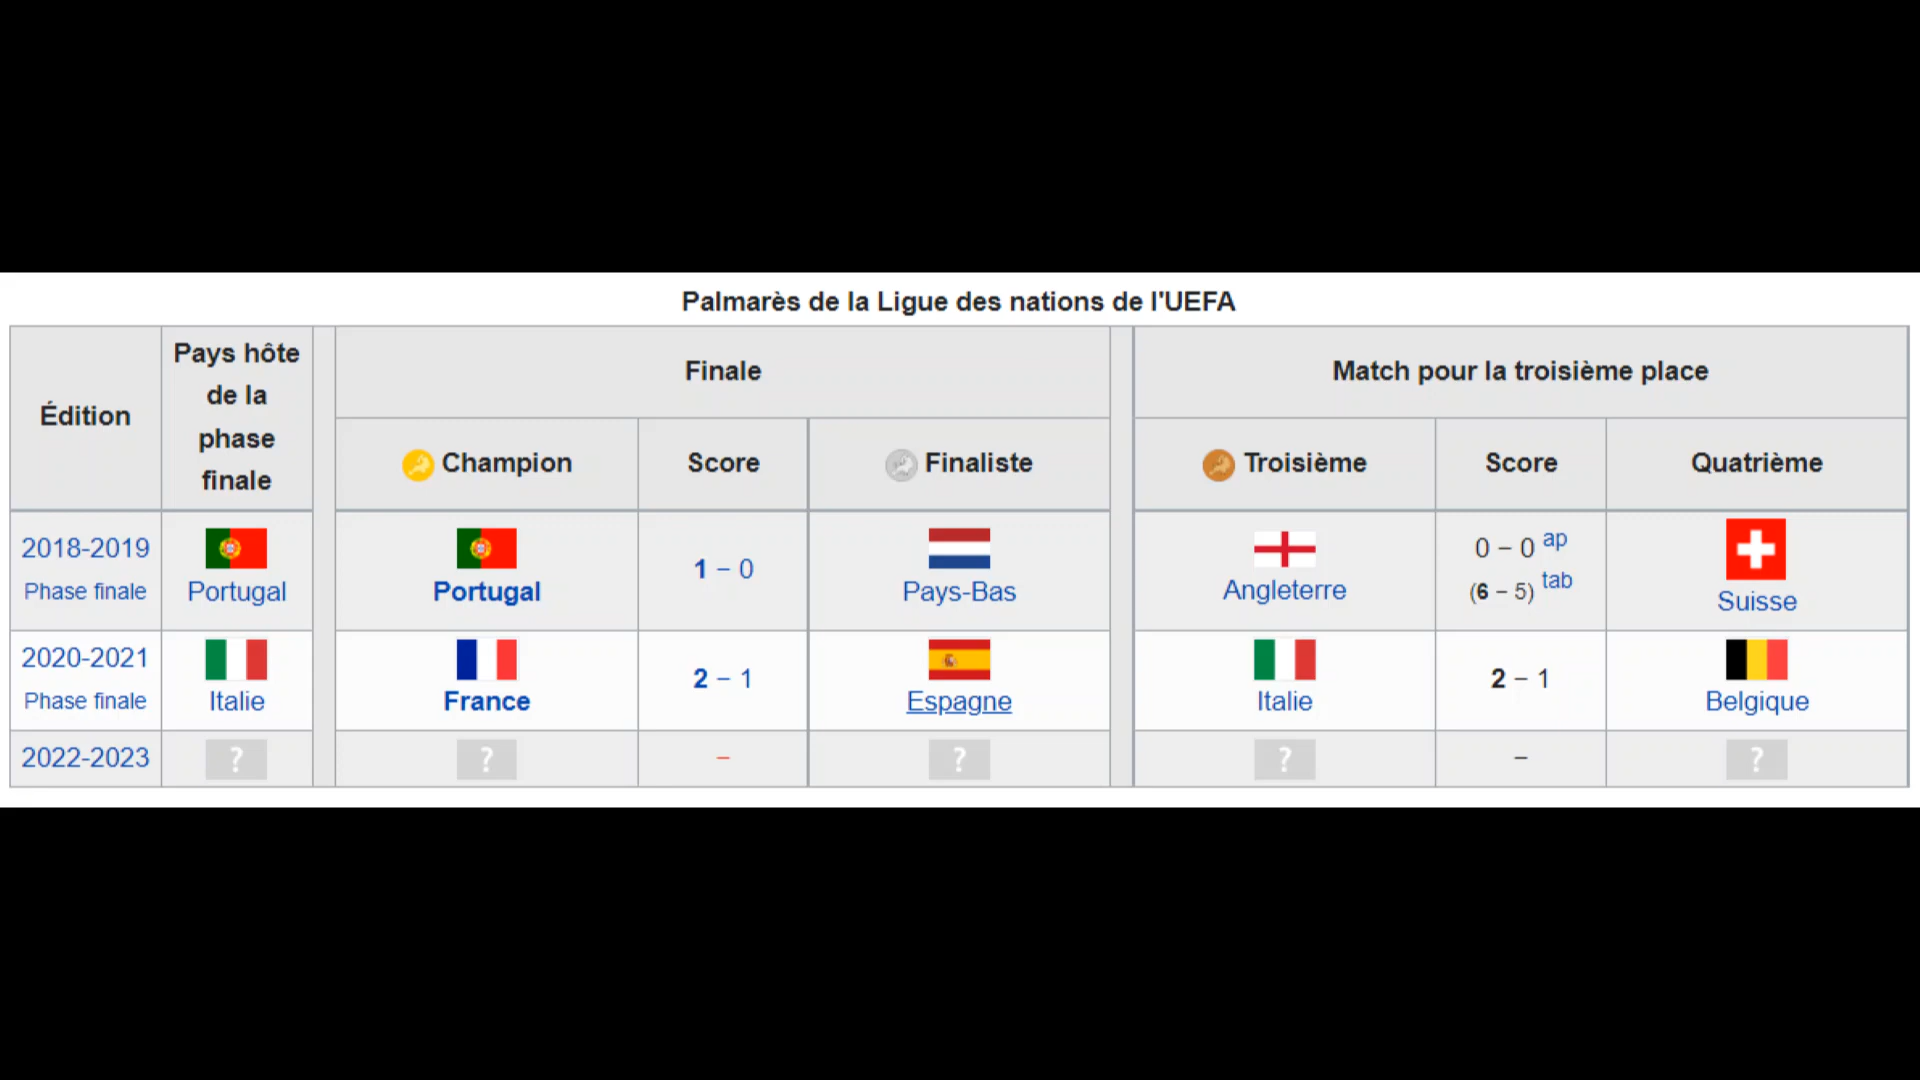 Palmarès de la Ligue des nations de l'UEFA
Édition
Pays hôte
de la
phase
finale
Finale
Match pour la troisième place
Champion
Score
Finaliste
Troisième
Score
Quatrième
2018-2019
Phase finale
Portugal
Portugal
1 – 0
Pays-Bas
Angleterre
0 – 0 ap
(6 – 5) tab
Suisse
2020-2021
Phase finale
Italie
France
2 – 1
Espagne
Italie
2 – 1
Belgique
2022-2023
?
?
–
?
?
–
?